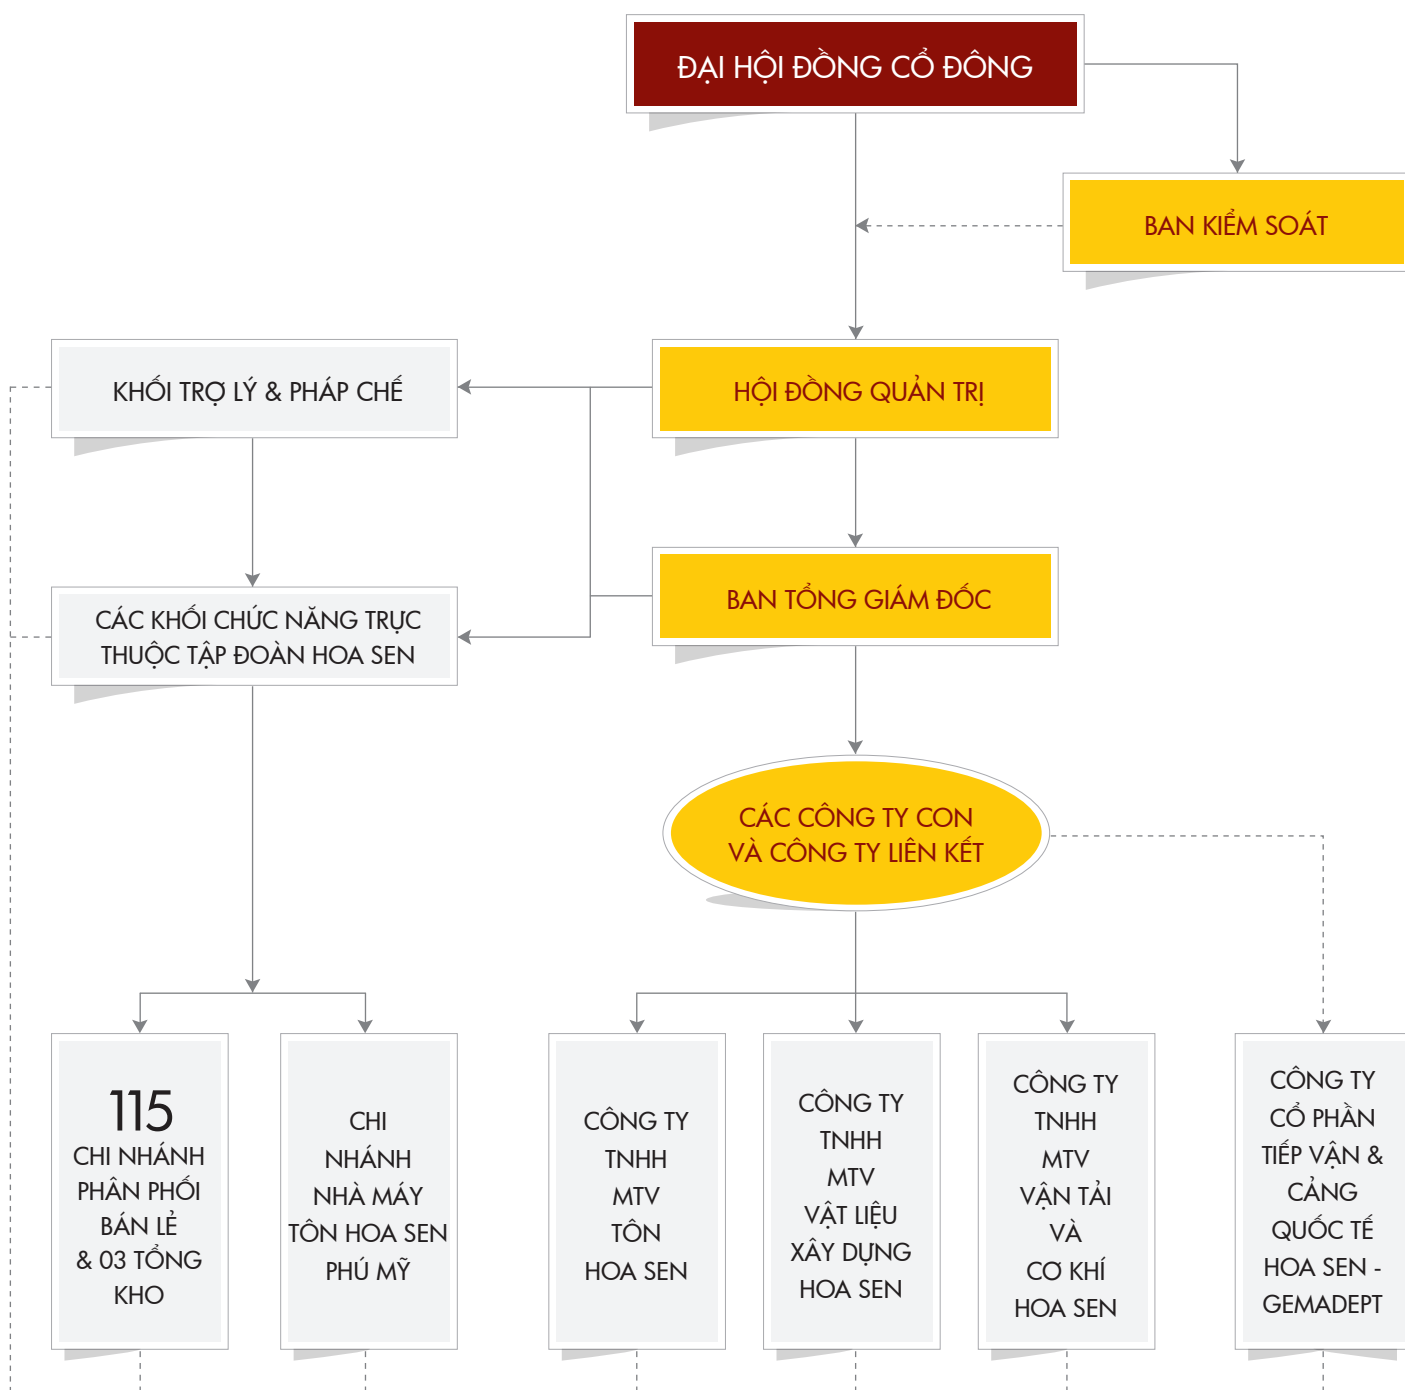 ĐẠI HỘI ĐỒNG CỔ ĐÔNG
BAN KIỂM SOÁT
KHỐI TRỢ LÝ & PHÁP CHẾ
HỘI ĐỒNG QUẢN TRỊ
BAN TỔNG GIÁM ĐỐC
CÁC KHỐI CHỨC NĂNG TRỰC
THUỘC TẬP ĐOÀN HOA SEN
CÁC CÔNG TY CON
VÀ CÔNG TY LIÊN KẾT
115
CHI NHÁNH
PHÂN PHỐI
BÁN LẺ
& 03 TỔNG
KHO
CHI
NHÁNH
NHÀ MÁY
TÔN HOA SEN
PHÚ MỸ
CÔNG TY
TNHH
MTV
TÔN
HOA SEN
CÔNG TY
TNHH
MTV
VẬT LIỆU
XÂY DỰNG
HOA SEN
CÔNG TY
TNHH
MTV
VẬN TẢI
VÀ
CƠ KHÍ
HOA SEN
CÔNG TY
CỔ PHẦN
TIẾP VẬN &
CẢNG
QUỐC TẾ
HOA SEN -
GEMADEPT